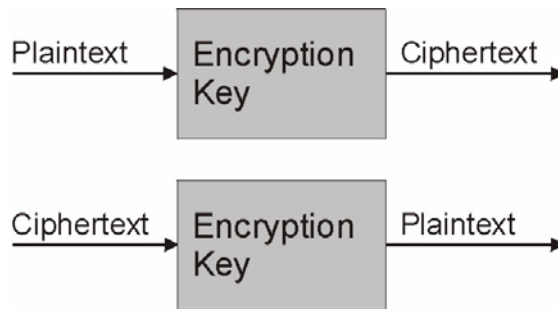 Plaintext
Encryption
Key
Ciphertext
Ciphertext
Encryption
Key
Plaintext